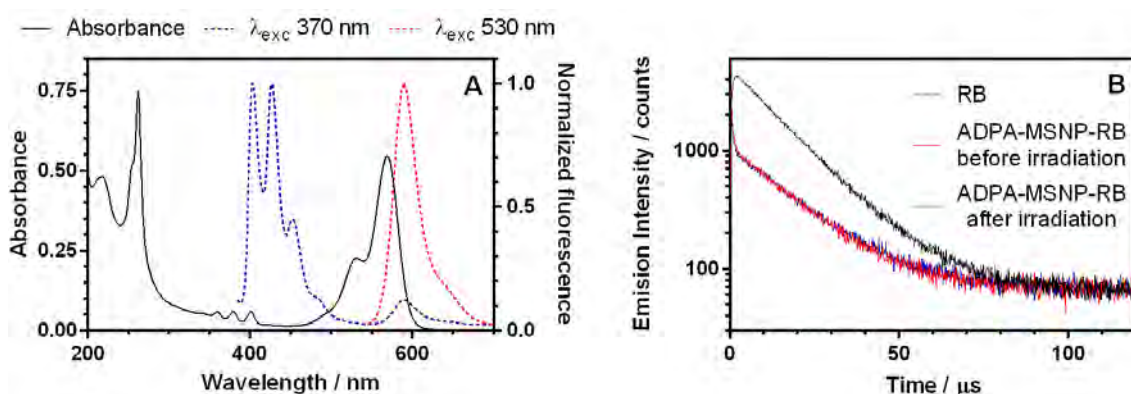 Absorbance λexc 370 nm λexc 530 nm
A
Absorbance
0.75
0.50
0.25
0.00
200 400 600
Wavelength / nm
1.0
0.5
0.0
Normalized fluorescence
B
Emission Intensity / counts
1000
100
0 50 100
Time / μs
RB
ADPA-MSNP-RB
before irradiation
ADPA-MSNP-RB
after irradiation